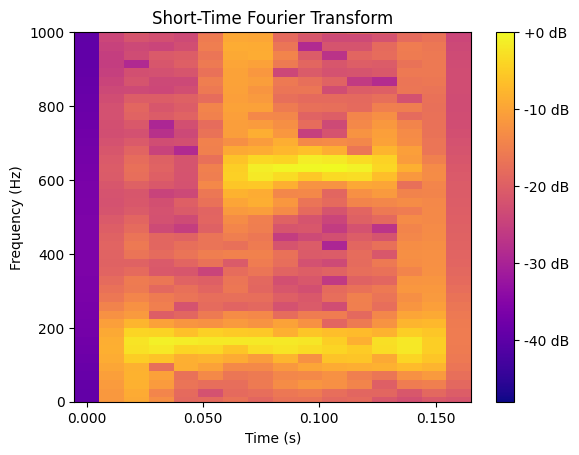 Short-Time Fourier Transform
1000
800
600
400
200
0
Frequency (Hz)
0.000
0.050
0.100
0.150
Time (s)
+0 dB
-10 dB
-20 dB
-30 dB
-40 dB